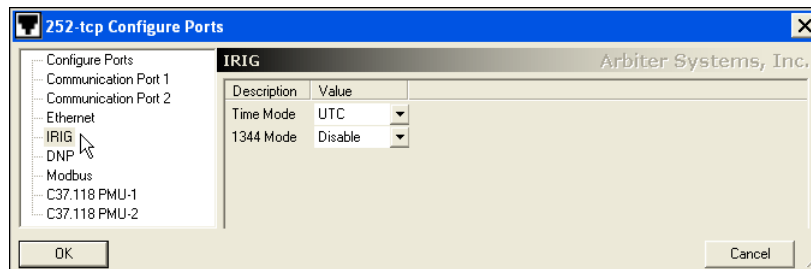 252-tcp Configure Ports
Configure Ports
Communication Port 1
Communication Port 2
Ethernet
IRIG
DNP
Modbus
C37.118 PMU-1
C37.118 PMU-2
IRIG Arbiter Systems, Inc.
Description Value
Time Mode UTC
1344 Mode Disable
OK Cancel